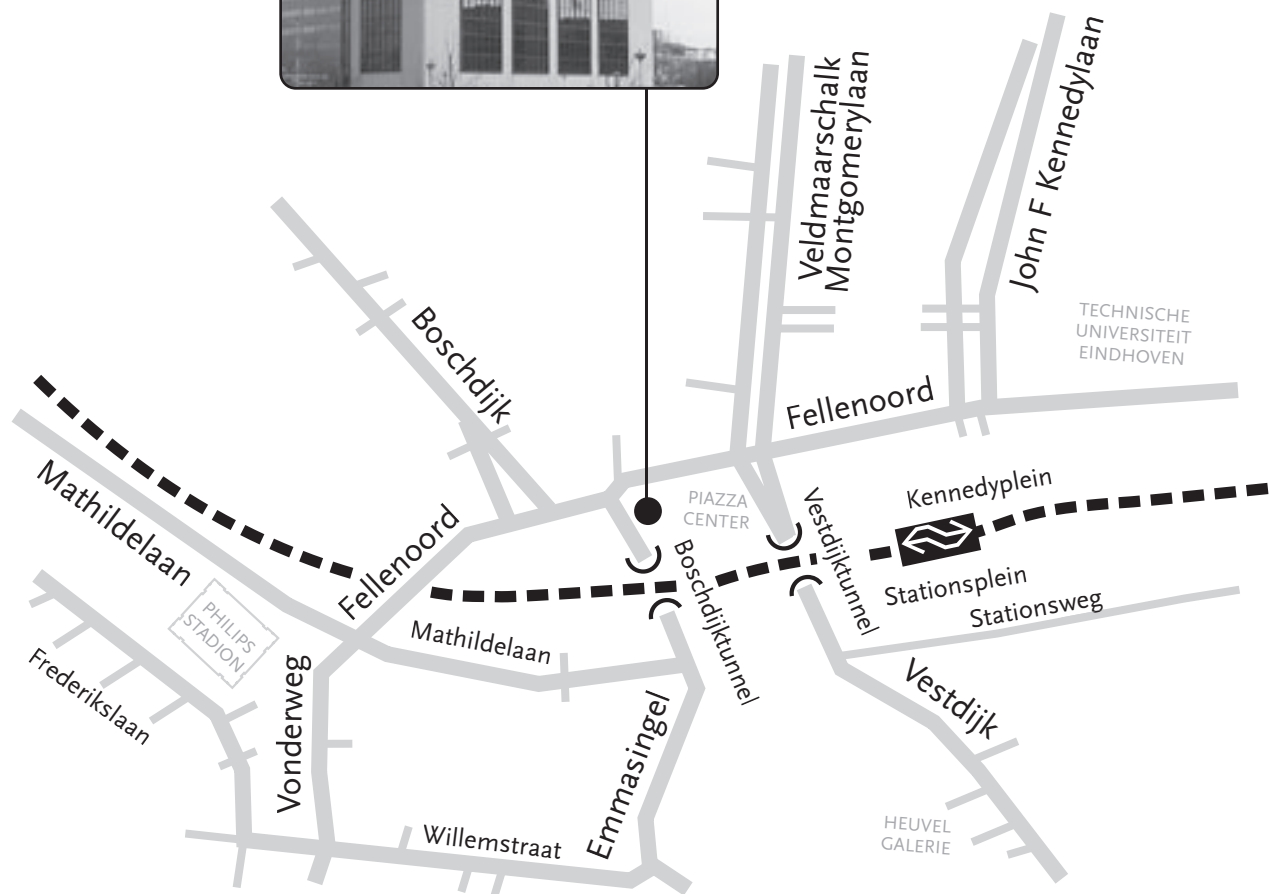 Veldmaarschalk
Montgomerylaan
John F Kennedylaan
TECHNISCHE
UNIVERSITEIT
EINDHOVEN
Boschdijk
Fellenoord
Mathildelaan
PIAZZA
CENTER
Vestdijktunnel
Kennedyplein
Fellenoord
Boschdijktunnel
Stationsplein
Stationsweg
PHILIPS
STADION
Mathildelaan
Frederikslaan
Vonderweg
Emmasingel
Vestdijk
Willemstraat
HEUVEL
GALERIE